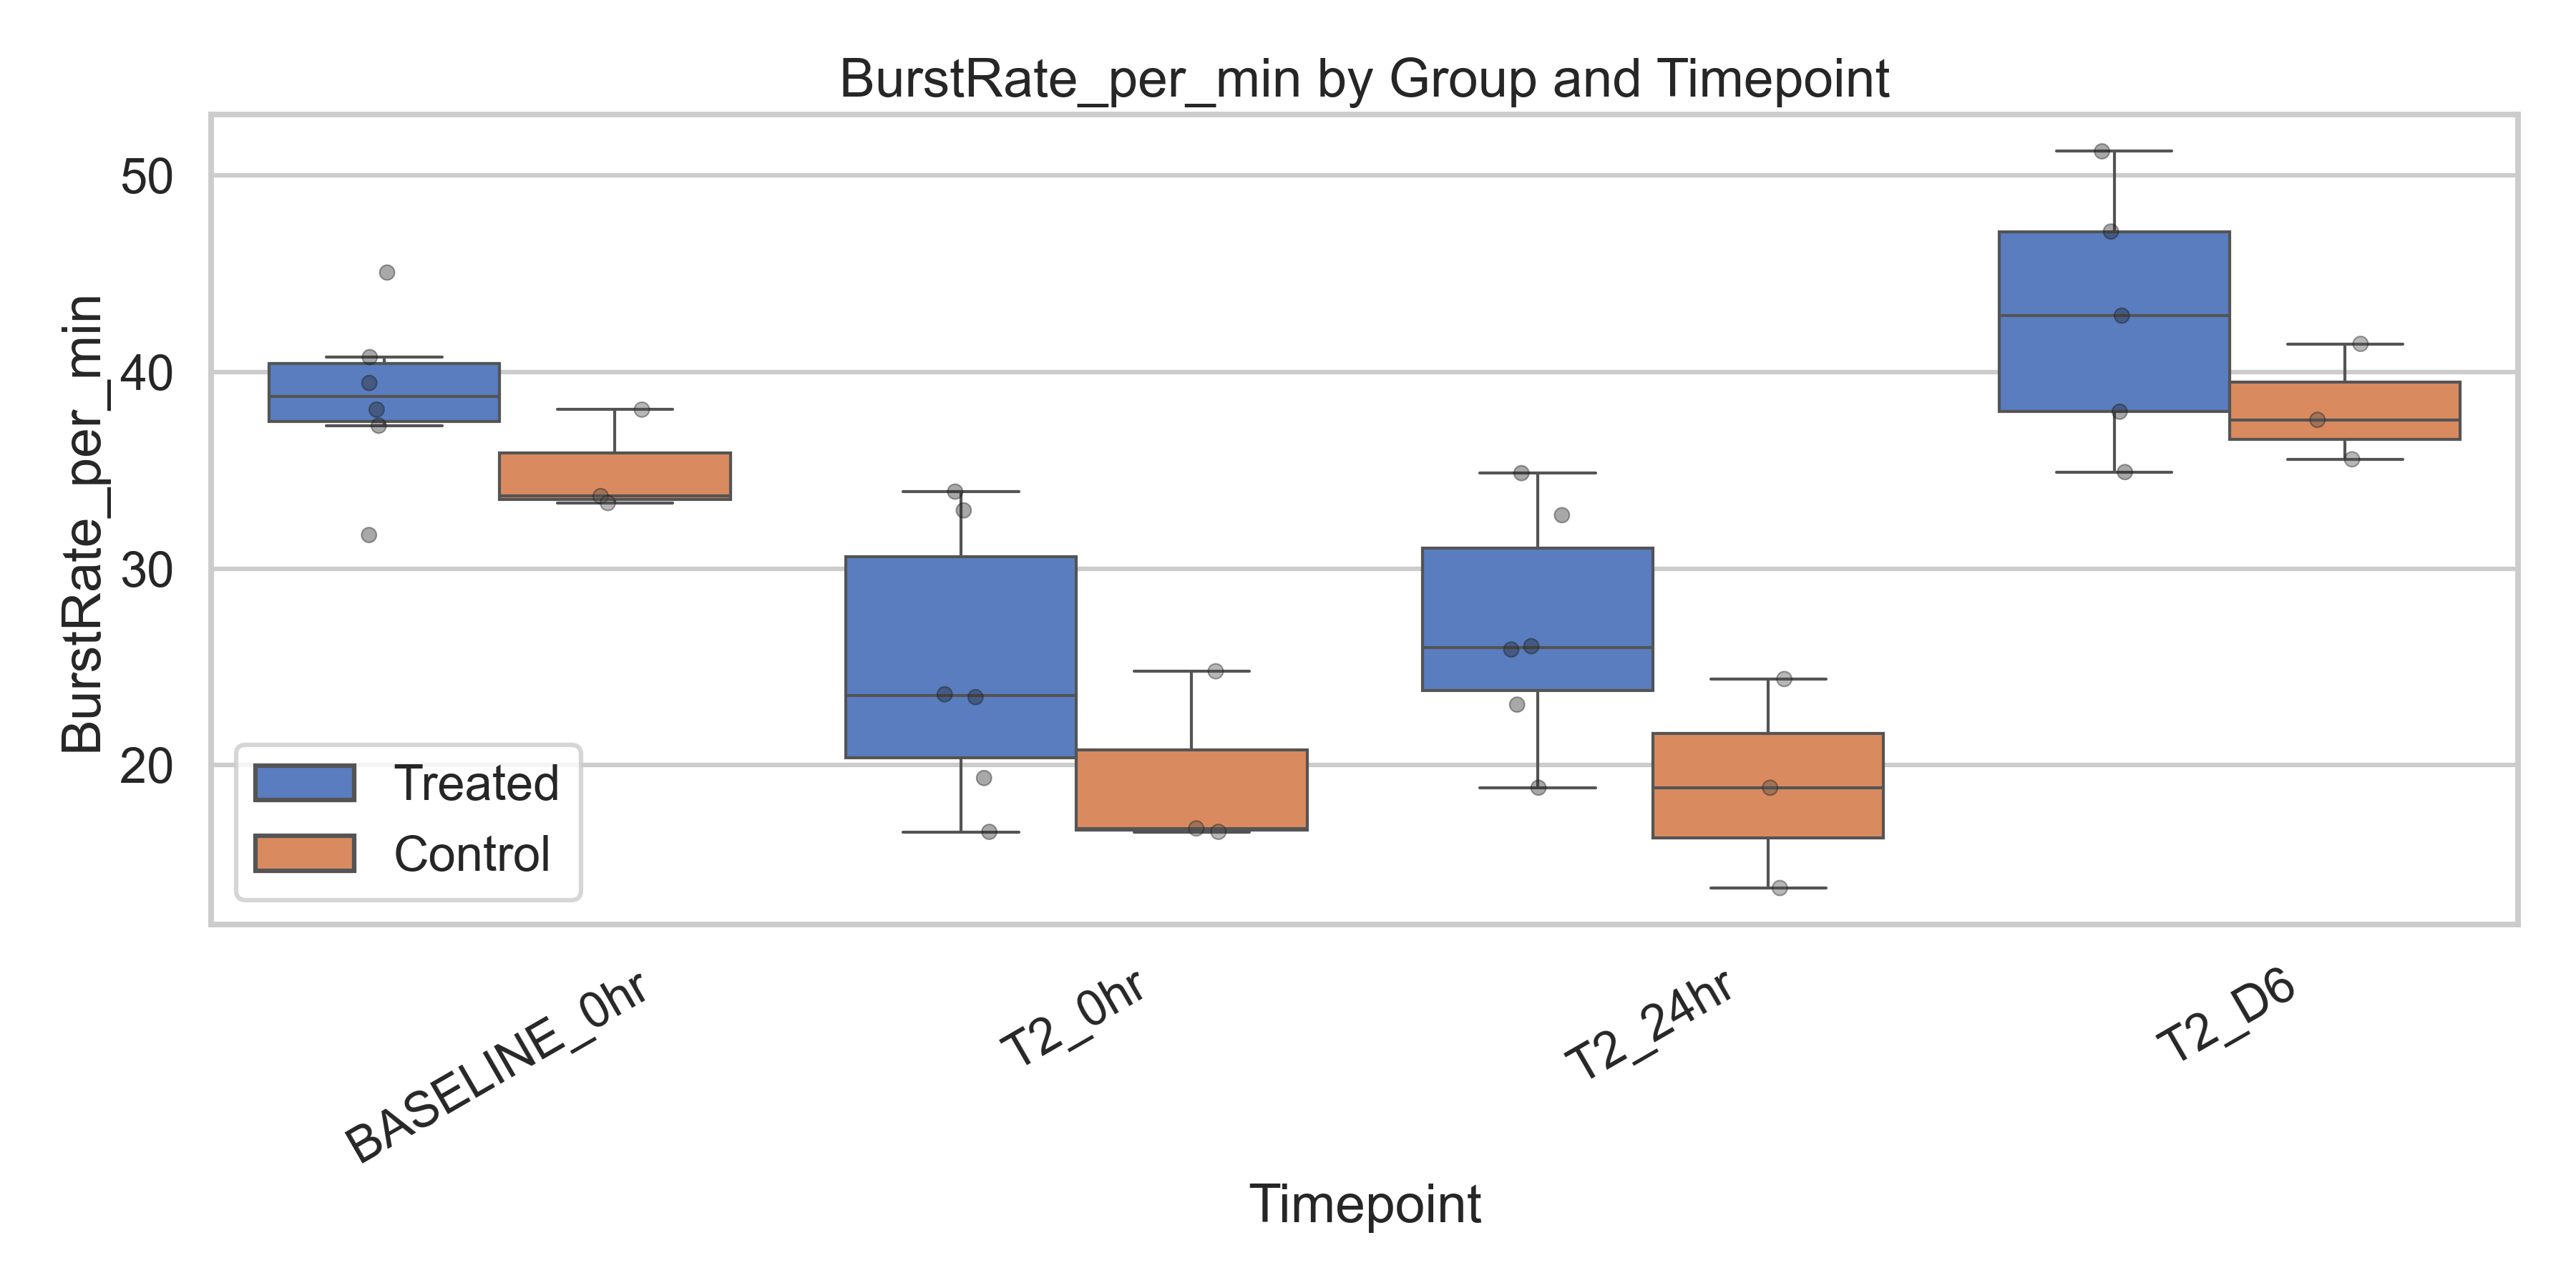 BurstRate_per_min by Group and Timepoint
BurstRate_per_min
50
40
30
20
Treated
Control
BASELINE_0hr
T2_0hr
T2_24hr
T2_D6
Timepoint